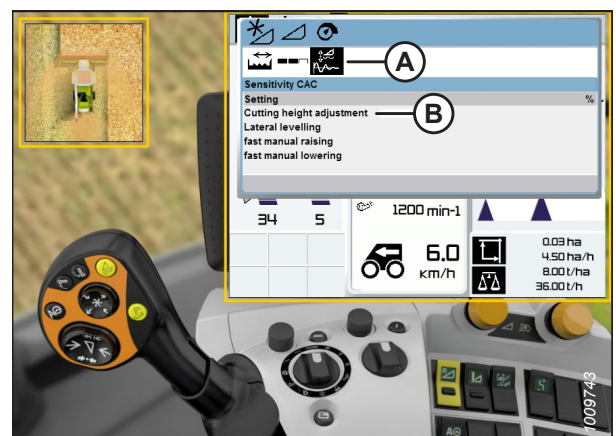 A
Sensitivity CAC
Setting %
Cutting height adjustment
B
Lateral levelling
fast manual raising
fast manual lowering
34 5
1200 min-1
6.0
km/h
0.03 ha
4.50 ha/h
8.00 t/ha
36.00 t/h
1009743